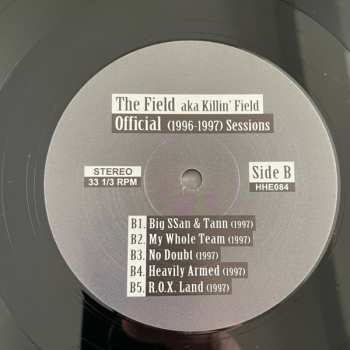 The Field aka Killin' Field
Official (1996-1997) Sessions
STEREO
33 1/3 RPM
Side B
HHE084
B1. Big SSan & Tann (1997)
B2. My Whole Team (1997)
B3. No Doubt (1997)
B4. Heavily Armed (1997)
B5. R.O.X. Land (1997)